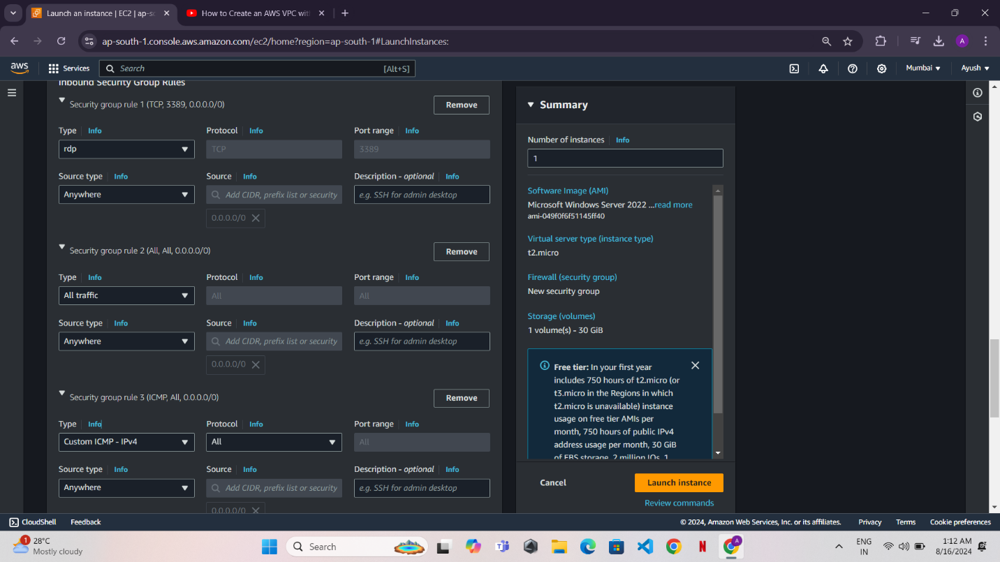 Launch an instance | EC2 | ap-so
How to Create an AWS VPC with
ap-south-1.console.aws.amazon.com/ec2/home?region=ap-south-1#LaunchInstances:
A
aws
Services
Search
[Alt+S]
Mumbai
Ayush
Inbound Security Group Rules
Security group rule 1 (TCP, 3389, 0.0.0.0/0)
Remove
Type Info
Protocol Info
Port range Info
rdp
TCP
3389
Source type Info
Source Info
Description - optional Info
Anywhere
Add CIDR, prefix list or security
e.g. SSH for admin desktop
0.0.0.0/0
Security group rule 2 (All, All, 0.0.0.0/0)
Remove
Type Info
Protocol Info
Port range Info
All traffic
All
All
Source type Info
Source Info
Description - optional Info
Anywhere
Add CIDR, prefix list or security
e.g. SSH for admin desktop
0.0.0.0/0
Security group rule 3 (ICMP, All, 0.0.0.0/0)
Remove
Type Info
Protocol Info
Port range Info
Custom ICMP - IPv4
All
All
Source type Info
Source Info
Description - optional Info
Anywhere
Add CIDR, prefix list or security
e.g. SSH for admin desktop
0.0.0.0/0
Summary
Number of instances Info
1
Software Image (AMI)
Microsoft Windows Server 2022 ...read more
ami-049f0f6f51145ff40
Virtual server type (instance type)
t2.micro
Firewall (security group)
New security group
Storage (volumes)
1 volume(s) - 30 GiB
Free tier: In your first year
includes 750 hours of t2.micro (or
t3.micro in the Regions in which
t2.micro is unavailable) instance
usage on free tier AMIs per
month, 750 hours of public IPv4
address usage per month, 30 GiB
of EBS storage, 2 million IOs, 1
Cancel
Launch instance
Review commands
CloudShell
Feedback
© 2024, Amazon Web Services, Inc. or its affiliates.
Privacy
Terms
Cookie preferences
1
28°C
Mostly cloudy
Search
N
A
ENG
IN
1:12 AM
8/16/2024